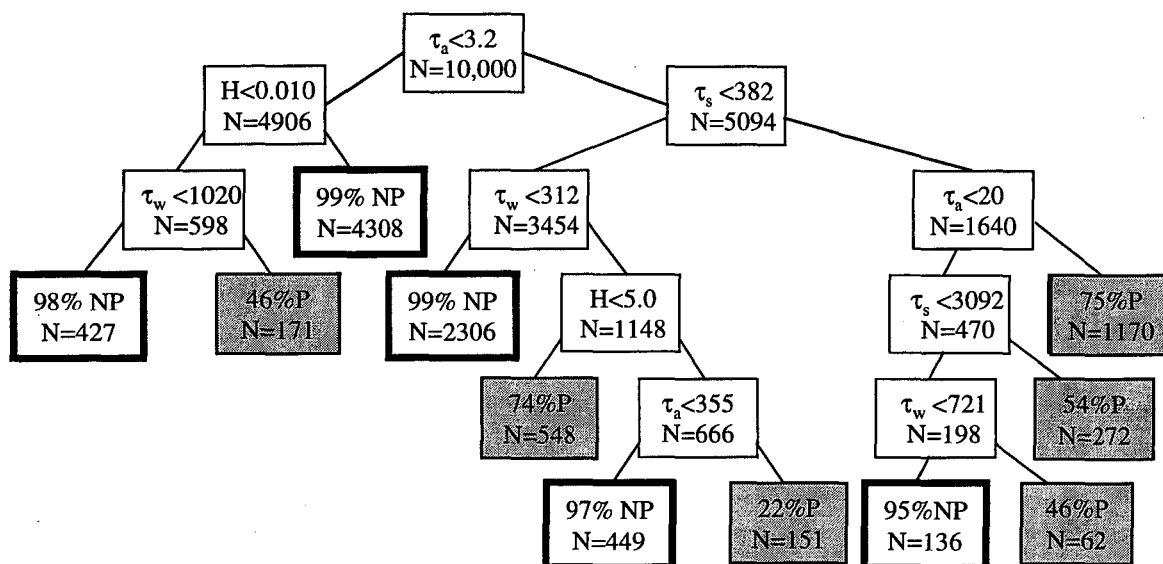 τa<3.2
N=10,000
H<0.010
N=4906
τs <382
N=5094
τw <1020
N=598
99% NP
N=4308
τw <312
N=3454
τa<20
N=1640
98% NP
N=427
46%P
N=171
99% NP
N=2306
H<5.0
N=1148
τs<3092
N=470
75%P
N=1170
74%P
N=548
τa<355
N=666
τw <721
N=198
54%P
N=272
97% NP
N=449
22%P
N=151
95%NP
N=136
46%P
N=62